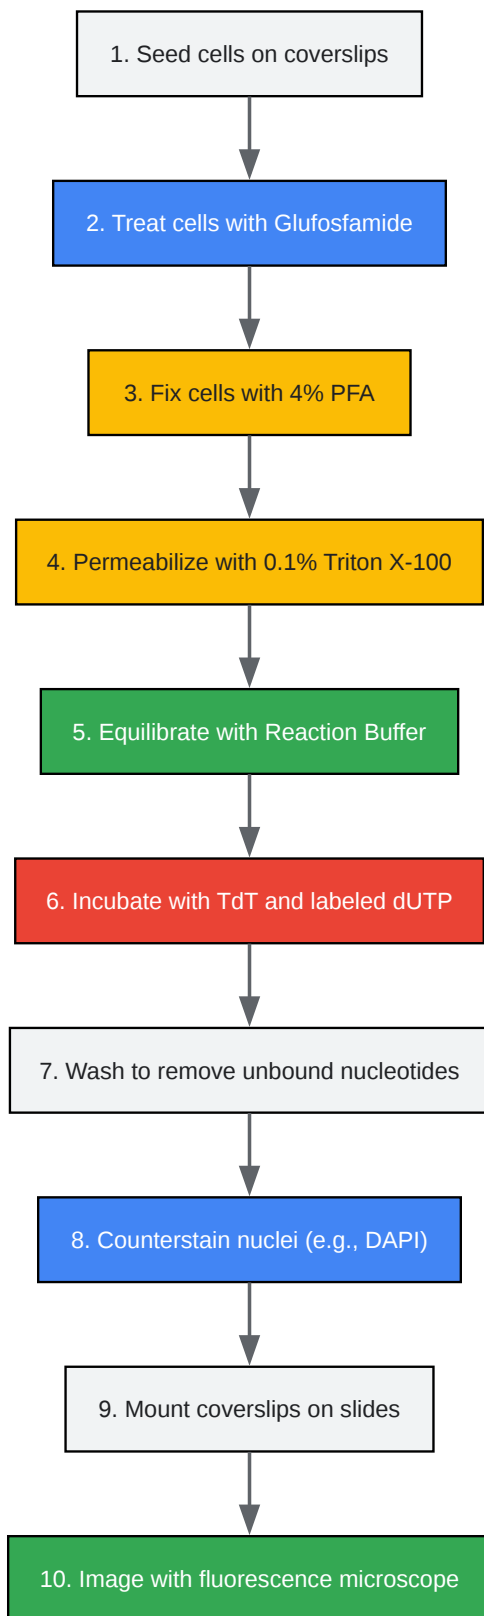 1. Seed cells on coverslips
2. Treat cells with Glufosfamide
3. Fix cells with 4% PFA
4. Permeabilize with 0.1% Triton X-100
5. Equilibrate with Reaction Buffer
6. Incubate with TdT and labeled dUTP
7. Wash to remove unbound nucleotides
8. Counterstain nuclei (e.g., DAPI)
9. Mount coverslips on slides
10. Image with fluorescence microscope